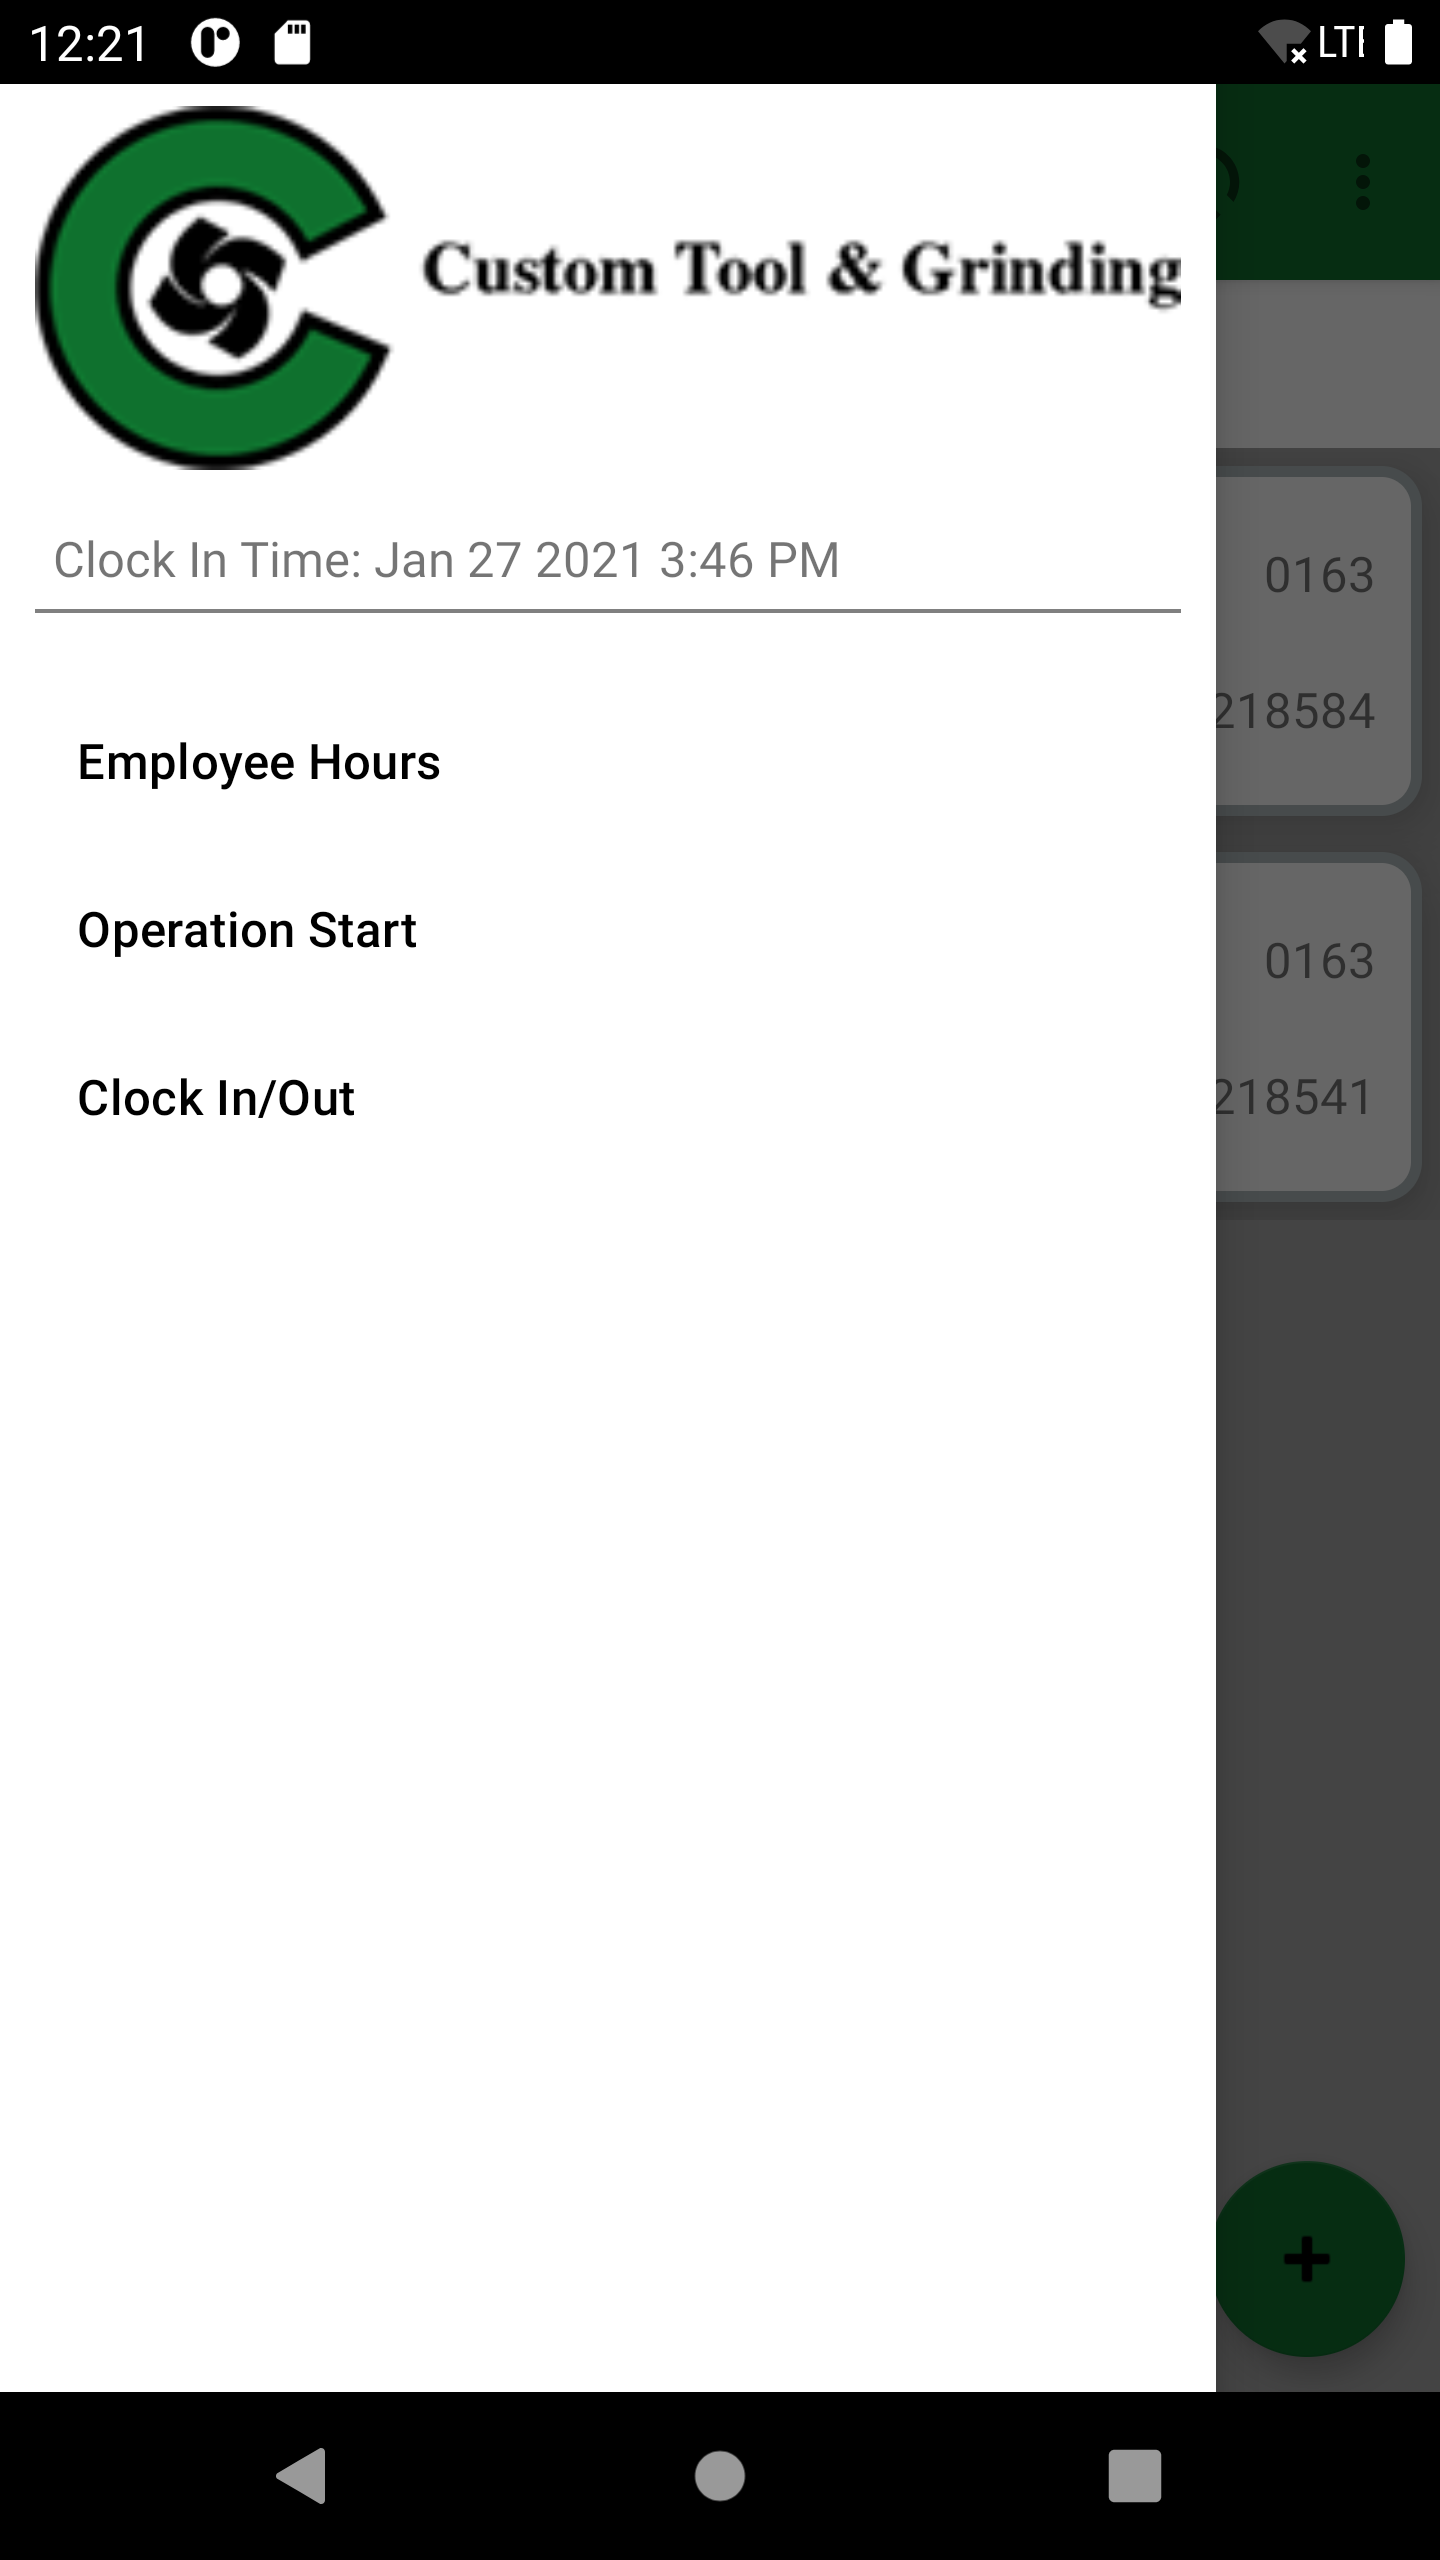 12:21
LTE
Custom Tool & Grinding
Clock In Time: Jan 27 2021 3:46 PM
0163
218584
Employee Hours
Operation Start
0163
218541
Clock In/Out